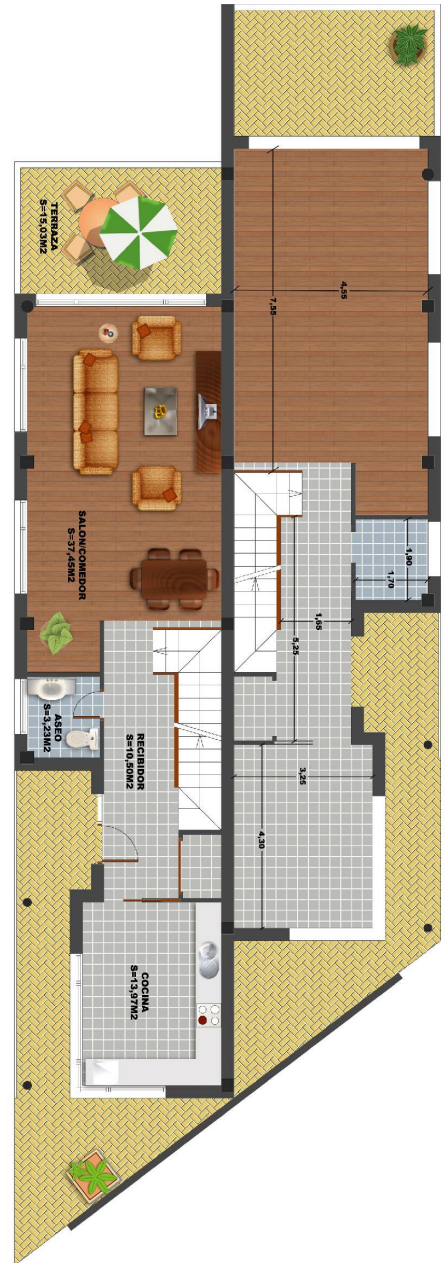 TERRAZA
S=15,03M2
SALON/COMEDOR
S=37,45M2
ASEO
S=3,23M2
RECIBIDOR
S=10,50M2
COCINA
S=13,97M2
4,55
7,55
1,90
1,70
1,65
5,25
3,25
4,30